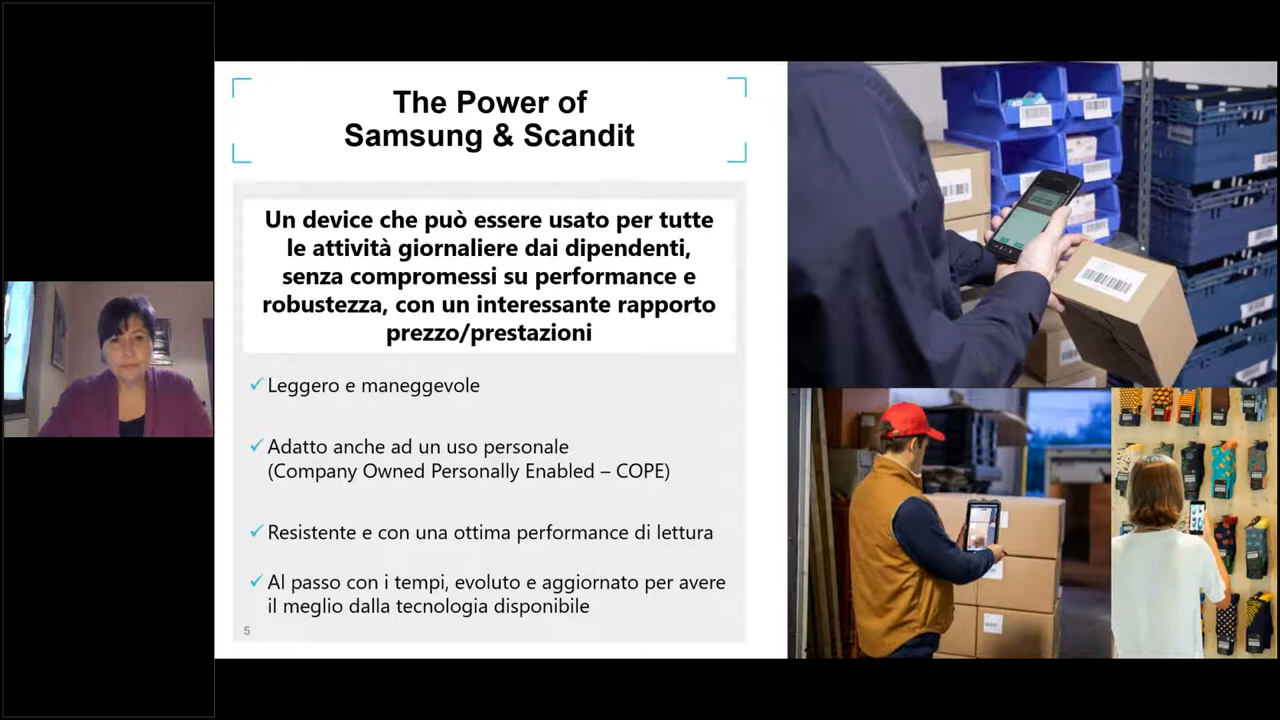 The Power of
Samsung & Scandit
Un device che può essere usato per tutte
le attività giornaliere dai dipendenti,
senza compromessi su performance e
robustezza, con un interessante rapporto
prezzo/prestazioni
✓ Leggero e maneggevole
✓ Adatto anche ad un uso personale
(Company Owned Personally Enabled – COPE)
✓ Resistente e con una ottima performance di lettura
✓ Al passo con i tempi, evoluto e aggiornato per avere
il meglio dalla tecnologia disponibile
5